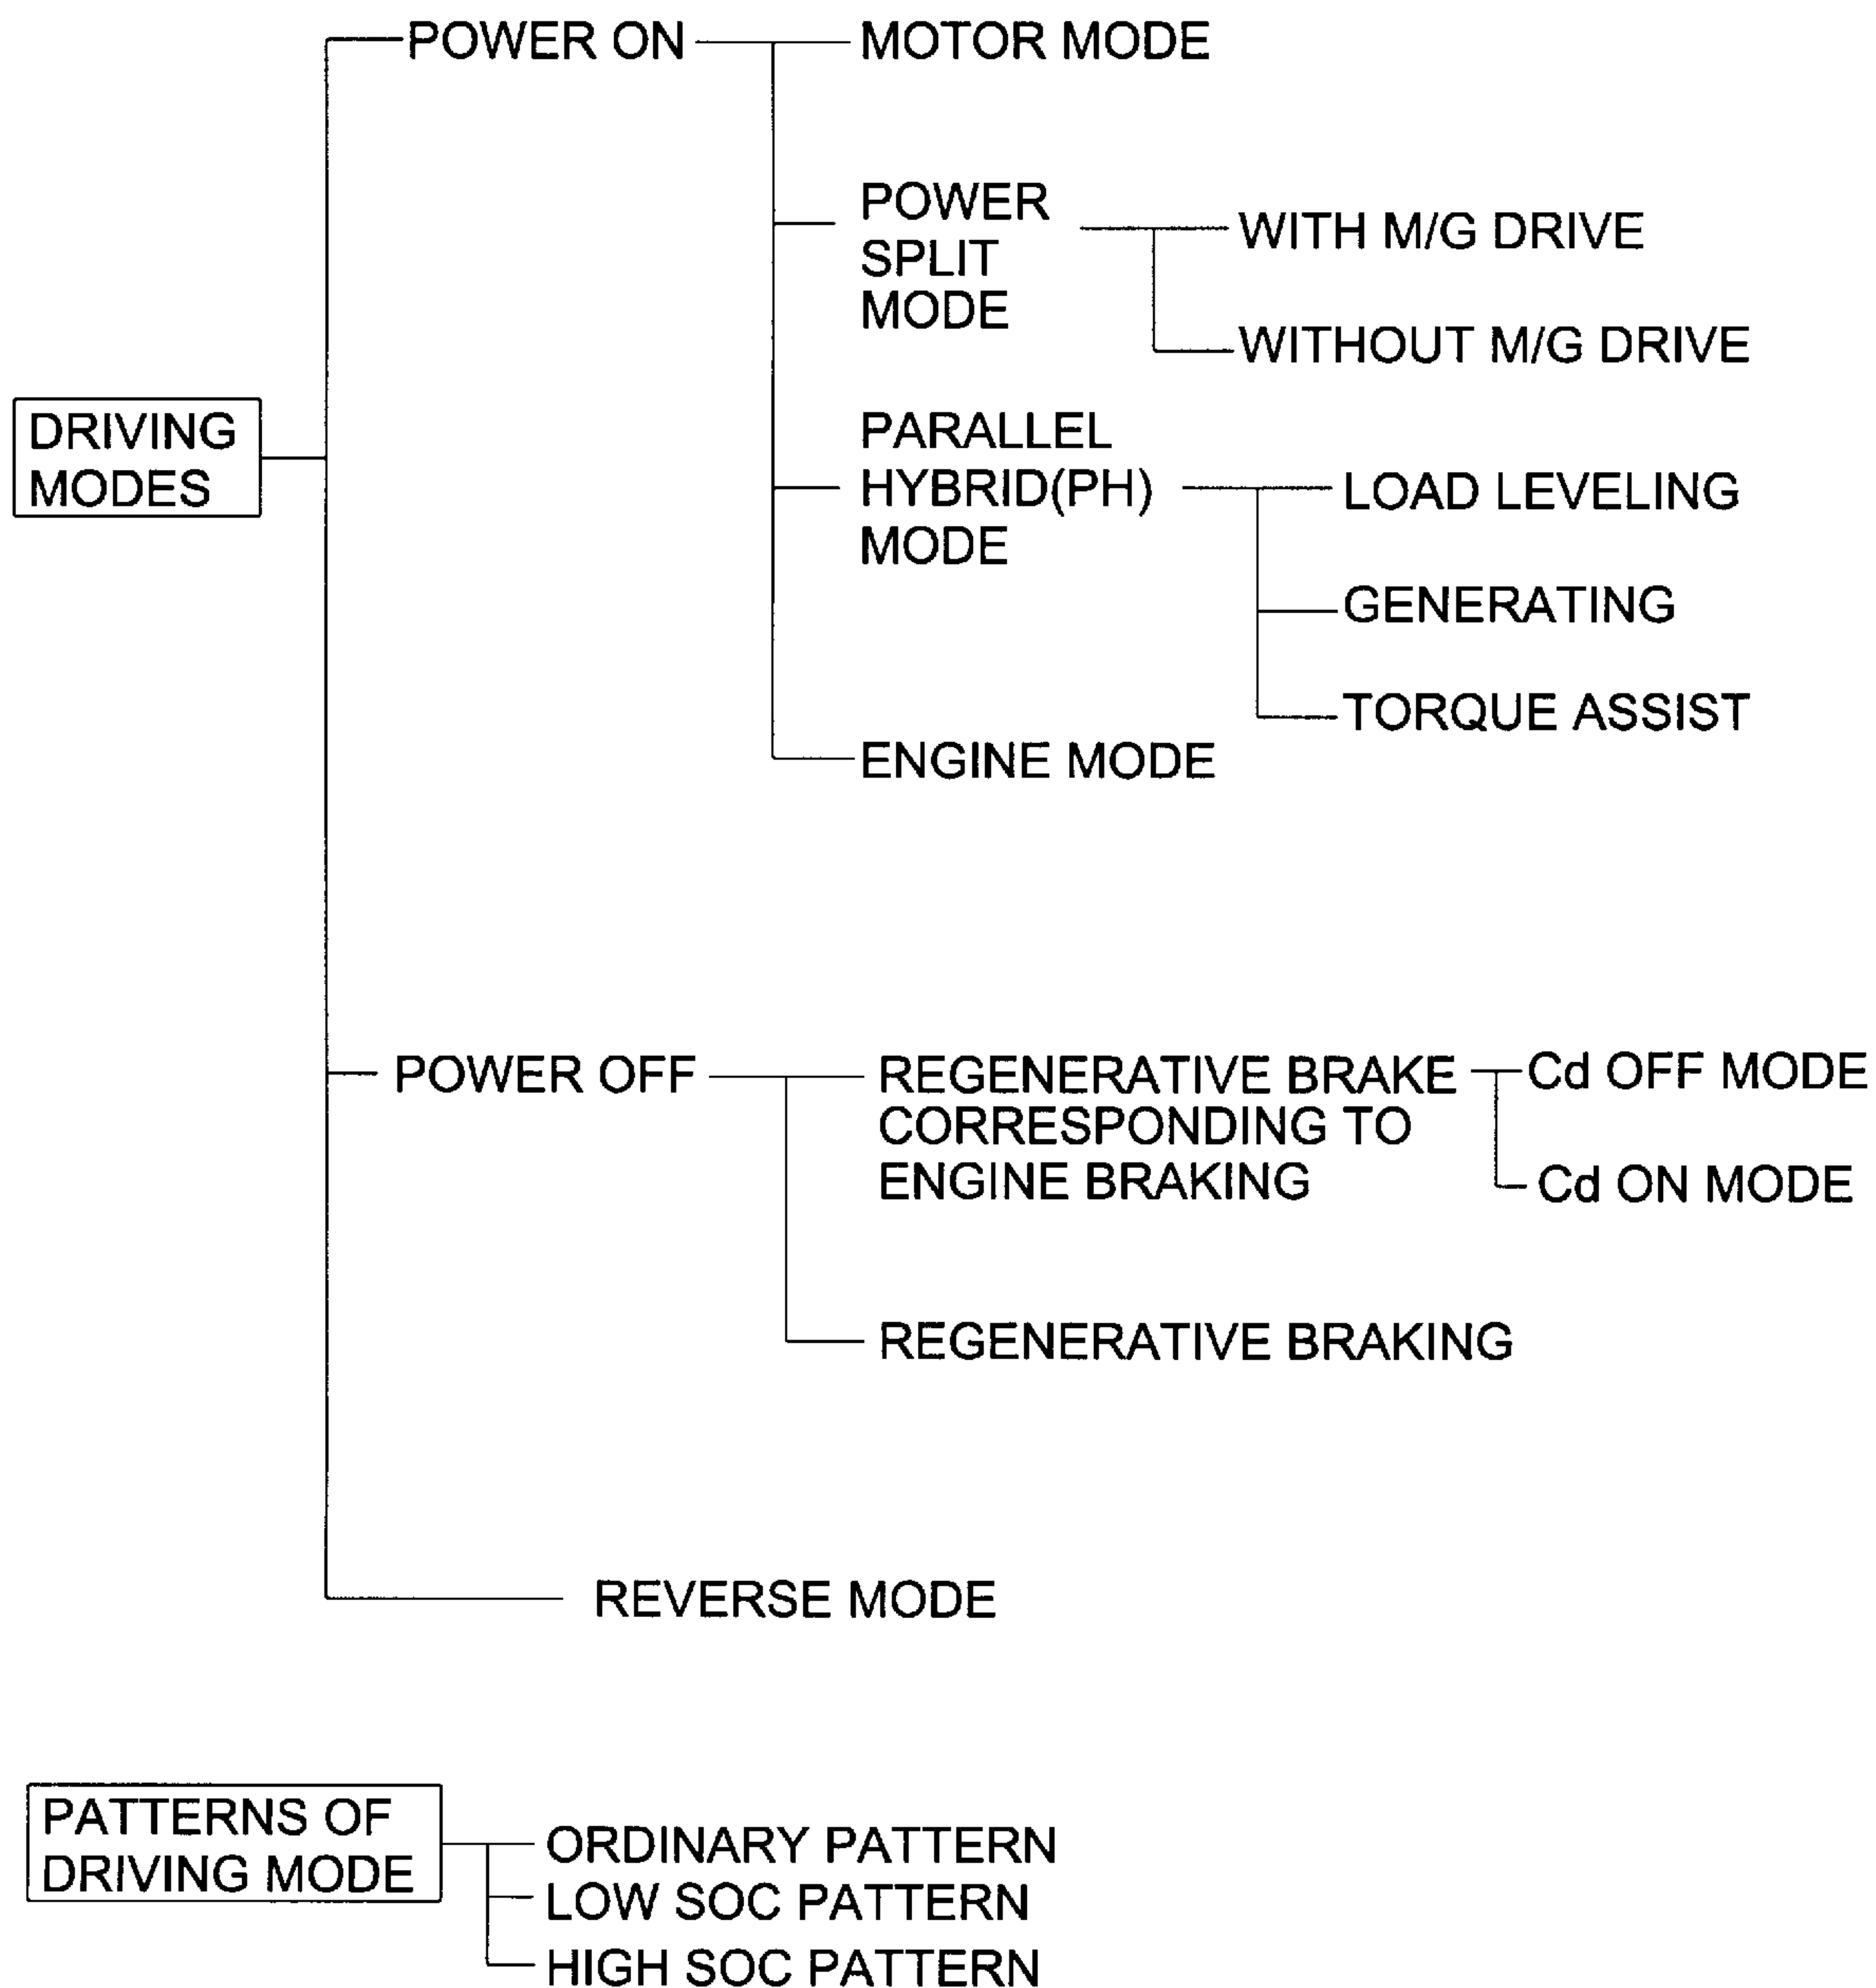 POWER ON
MOTOR MODE
POWER
SPLIT
MODE
WITH M/G DRIVE
WITHOUT M/G DRIVE
DRIVING
MODES
PARALLEL
HYBRID(PH)
MODE
LOAD LEVELING
GENERATING
TORQUE ASSIST
ENGINE MODE
POWER OFF
REGENERATIVE BRAKE
CORRESPONDING TO
ENGINE BRAKING
Cd OFF MODE
Cd ON MODE
REGENERATIVE BRAKING
REVERSE MODE
PATTERNS OF
DRIVING MODE
ORDINARY PATTERN
LOW SOC PATTERN
HIGH SOC PATTERN